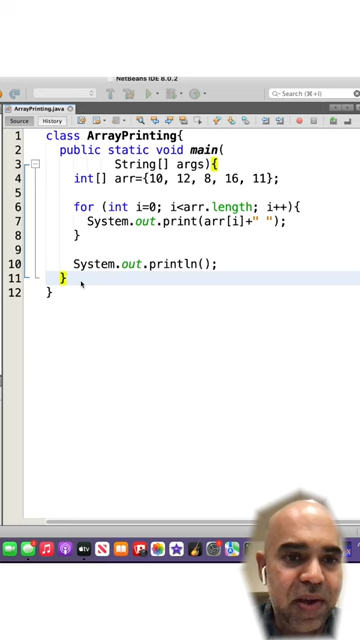 NetBeans IDE 8.0.2
Search (⌘+I)
ArrayPrinting.java
Source History
1 class ArrayPrinting{
2 public static void main(
3 String[] args){
4 int[] arr={10, 12, 8, 16, 11};
5
6 for (int i=0; i<arr.length; i++){
7 System.out.print(arr[i]+" ");
8 }
9
10 System.out.println();
11 }
12 }